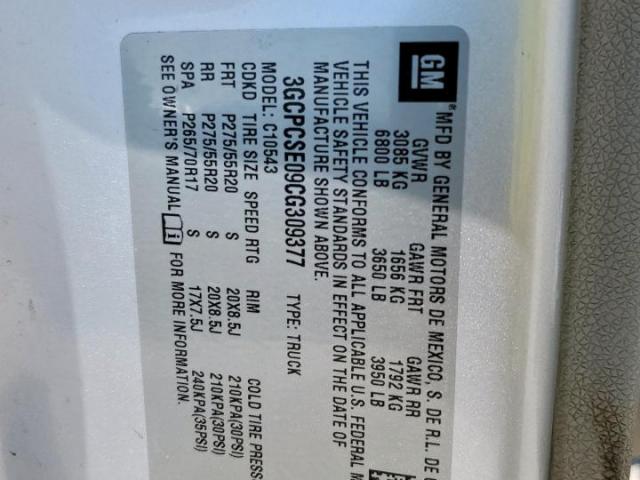 GM®
MFD BY GENERAL MOTORS DE MEXICO, S. DE R.L. DE
GVWR GAWR FRT GAWR RR
3085 KG 1656 KG 1792 KG
6800 LB 3650 LB 3950 LB
THIS VEHICLE CONFORMS TO ALL APPLICABLE U.S. FEDERAL
VEHICLE SAFETY STANDARDS IN EFFECT ON THE DATE OF
MANUFACTURE SHOWN ABOVE.
3GCPCSE09CG309377 TYPE: TRUCK
MODEL: C10543
CDKD TIRE SIZE SPEED RTG RIM COLD TIRE PRESS
FRT P275/55R20 S 20X8.5J 210KPA(30PSI)
RR P275/55R20 S 20X8.5J 210KPA(30PSI)
SPA P265/70R17 S 17X7.5J 240KPA(35PSI)
SEE OWNER'S MANUAL i FOR MORE INFORMATION.